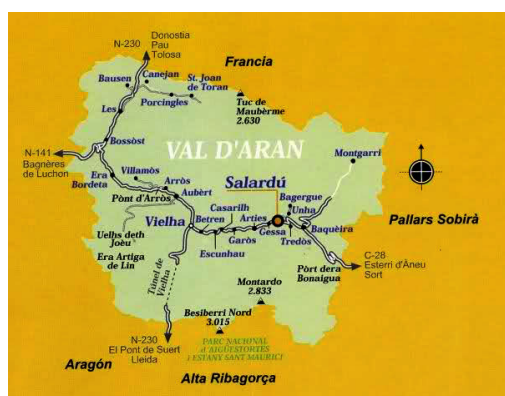 N-230
Donostia
Pau
Tolosa
Francia
Bausen
Canejan
St. Joan
de Toran
Porcingles
Tuc de
Maubèrme
2.630
Les
Bossòst
VAL D'ARAN
Montgarri
N-141
Bagnères
de Luchon
Era
Bordeta
Villamòs
Arròs
Pònt d'Arròs
Aubèrt
Salardú
Bagergue
Unha
Pallars Sobirà
Vielha
Betren
Casarilh
Arties
Gessa
Tredòs
Baquèira
Garòs
Escunhau
Uelhs deth
Joèu
Era Artiga
de Lin
Túnel de
Vielha
Pòrt dera
Bonaigua
C-28
Esterri d'Àneu
Sort
Montardo
2.833
Besiberri Nord
3.015
N-230
El Pont de Suert
Lleida
PARC NACIONAL
d'AIGÜESTORTES
i ESTANY SANT MAURICI
Aragón
Alta Ribagorça